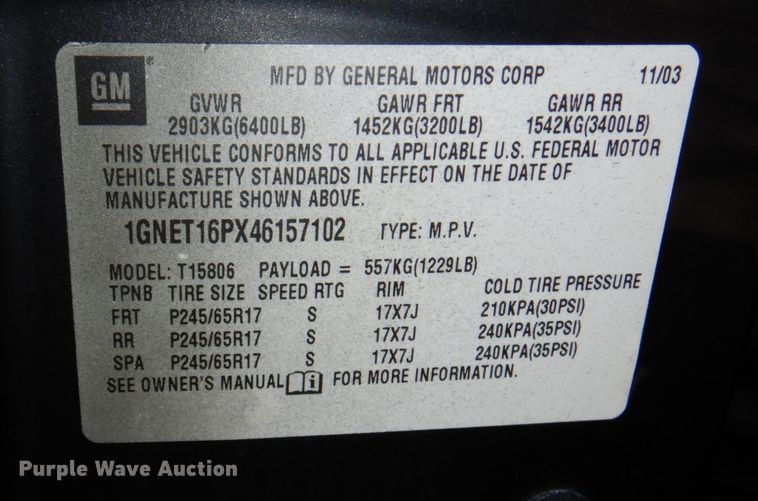 GM
MFD BY GENERAL MOTORS CORP 11/03
GVWR GAWR FRT GAWR RR
2903KG(6400LB) 1452KG(3200LB) 1542KG(3400LB)
THIS VEHICLE CONFORMS TO ALL APPLICABLE U.S. FEDERAL MOTOR
VEHICLE SAFETY STANDARDS IN EFFECT ON THE DATE OF
MANUFACTURE SHOWN ABOVE.
1GNET16PX46157102 TYPE: M.P.V.
MODEL: T15806 PAYLOAD = 557KG(1229LB)
TPNB TIRE SIZE SPEED RTG RIM COLD TIRE PRESSURE
FRT P245/65R17 S 17X7J 210KPA(30PSI)
RR P245/65R17 S 17X7J 240KPA(35PSI)
SPA P245/65R17 S 17X7J 240KPA(35PSI)
SEE OWNER'S MANUAL i FOR MORE INFORMATION.
Purple Wave Auction